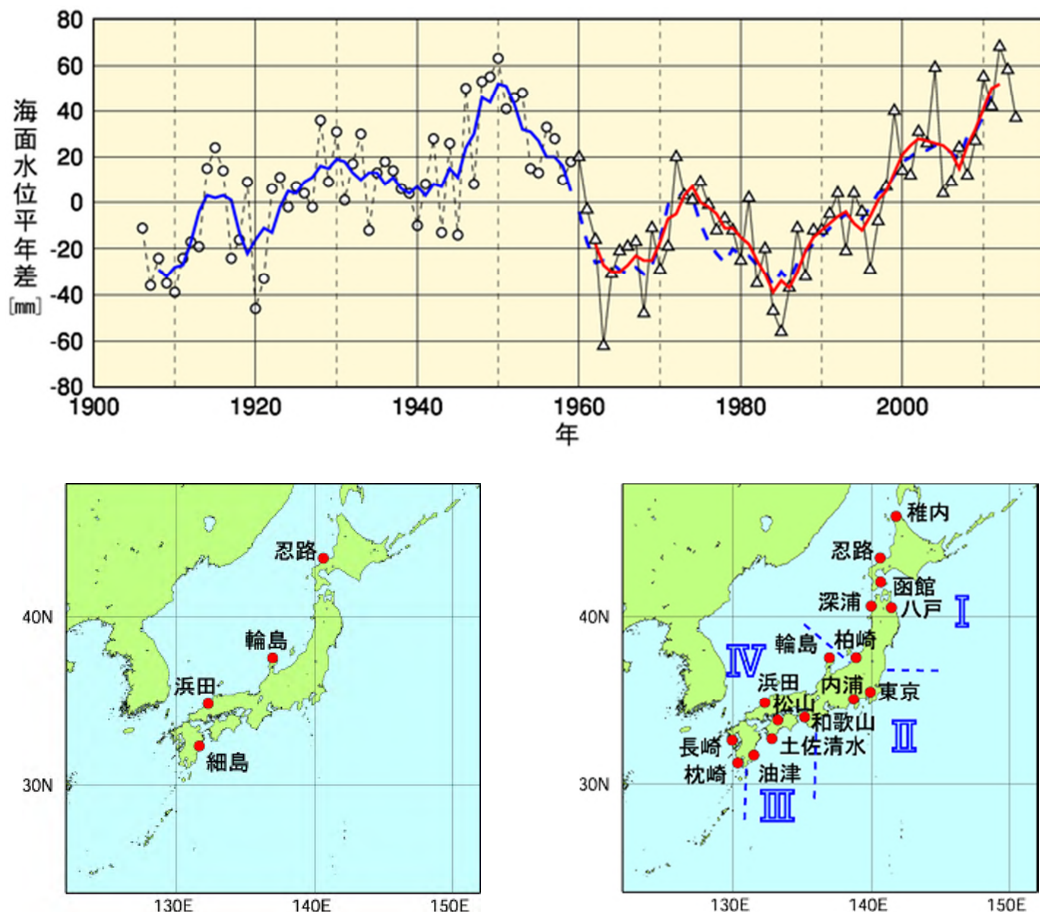 80
60
40
20
0
-20
-40
-60
-80
海面水位平年差
[mm]
1900 1920 1940 1960 1980 2000
年
忍路
輪島
浜田
細島
40N
30N
130E 140E 150E
稚内
忍路
函館
深浦
八戸
I
輪島 柏崎
IV
浜田 内浦 東京
松山
和歌山
II
長崎 土佐清水
枕崎 油津
III
40N
30N
130E 140E 150E